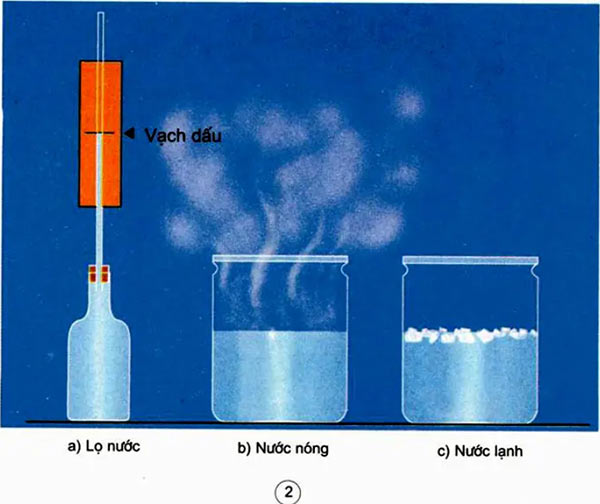 Vạch dấu
a) Lọ nước
b) Nước nóng
c) Nước lạnh
2